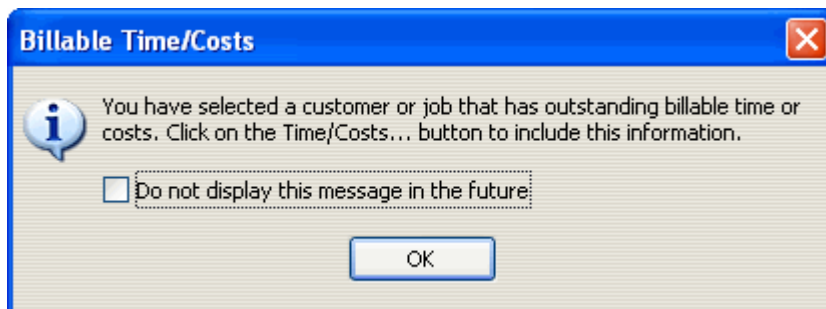 Billable Time/Costs
You have selected a customer or job that has outstanding billable time or
costs. Click on the Time/Costs... button to include this information.
Do not display this message in the future
OK